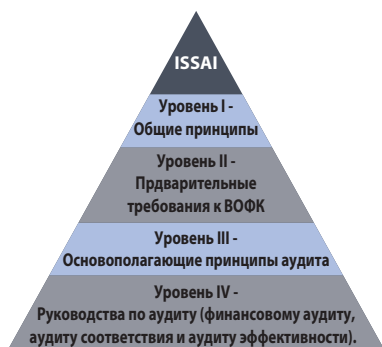 ISSAI
Уровень I -
Общие принципы
Уровень II -
Прдварительные
требования к ВОФК
Уровень III -
Основополагающие принципы аудита
Уровень IV -
Руководства по аудиту (финансовому аудиту,
аудиту соответствия и аудиту эффективности).